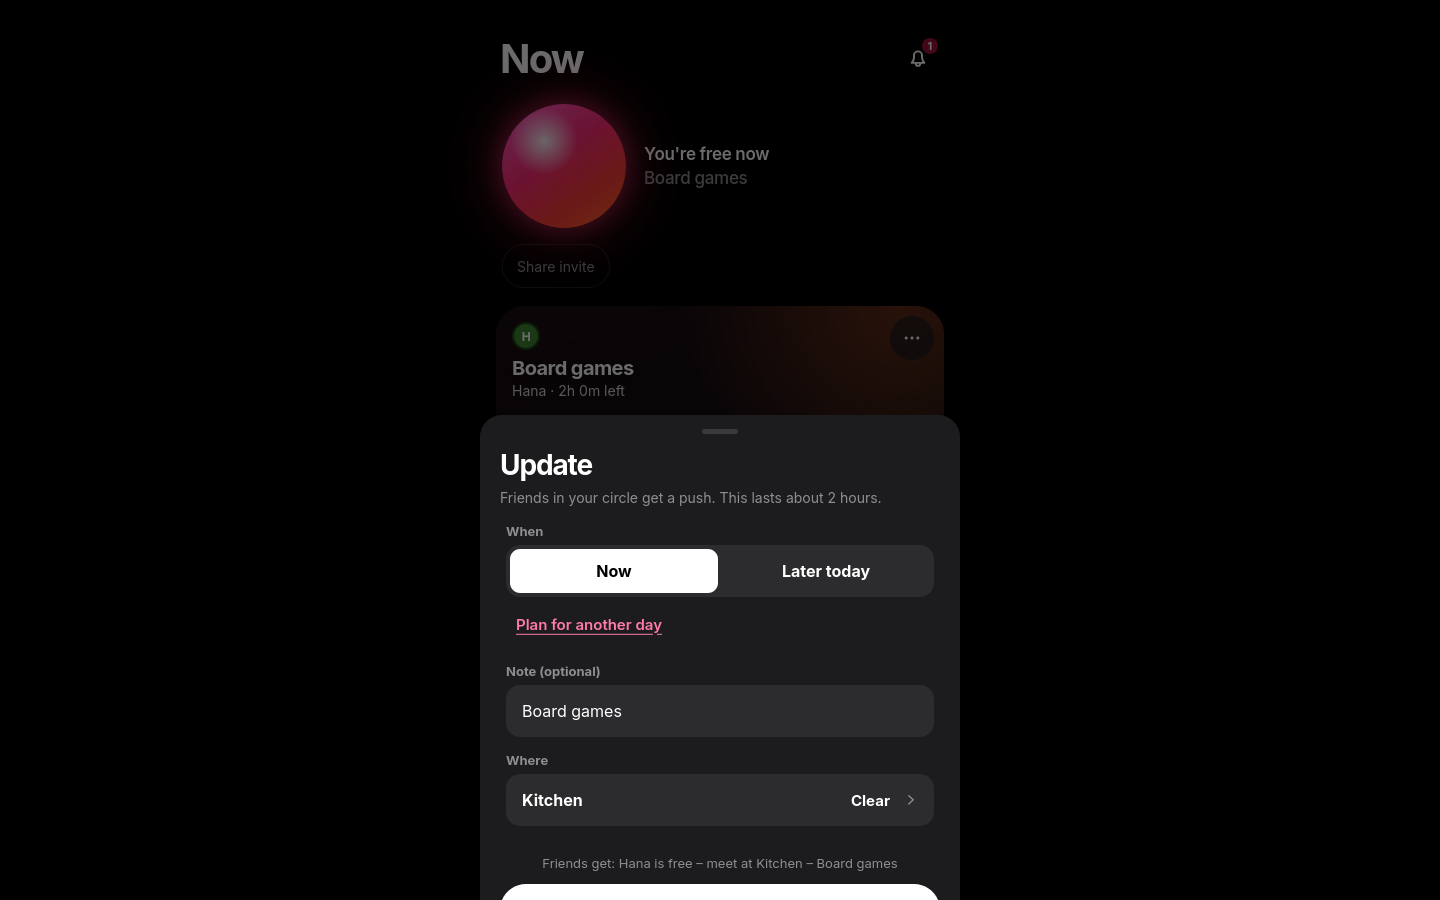 Now
1
You're free now
Board games
Share invite
H
Board games
Hana · 2h 0m left
Update
Friends in your circle get a push. This lasts about 2 hours.
When
Now
Later today
Plan for another day
Note (optional)
Board games
Where
Kitchen
Clear
Friends get: Hana is free – meet at Kitchen – Board games